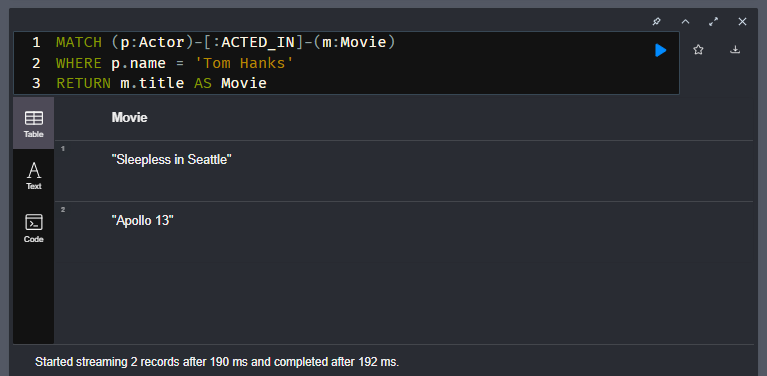 1 MATCH (p:Actor)-[:ACTED_IN]-(m:Movie)
2 WHERE p.name = 'Tom Hanks'
3 RETURN m.title AS Movie
Table
Text
Code
Movie
1
"Sleepless in Seattle"
2
"Apollo 13"
Started streaming 2 records after 190 ms and completed after 192 ms.